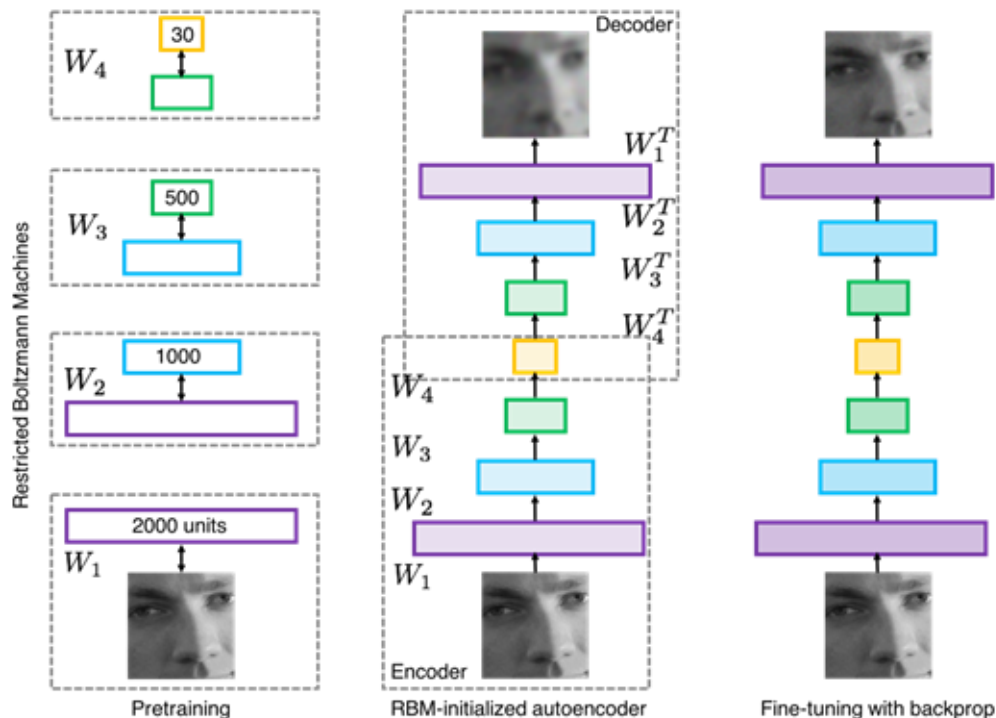 Restricted Boltzmann Machines
W₄
30
W₃
500
W₂
1000
2000 units
W₁
Pretraining
Decoder
W₁ᵀ
W₂ᵀ
W₃ᵀ
W₄ᵀ
W₄
W₃
W₂
W₁
Encoder
RBM-initialized autoencoder
Fine-tuning with backprop